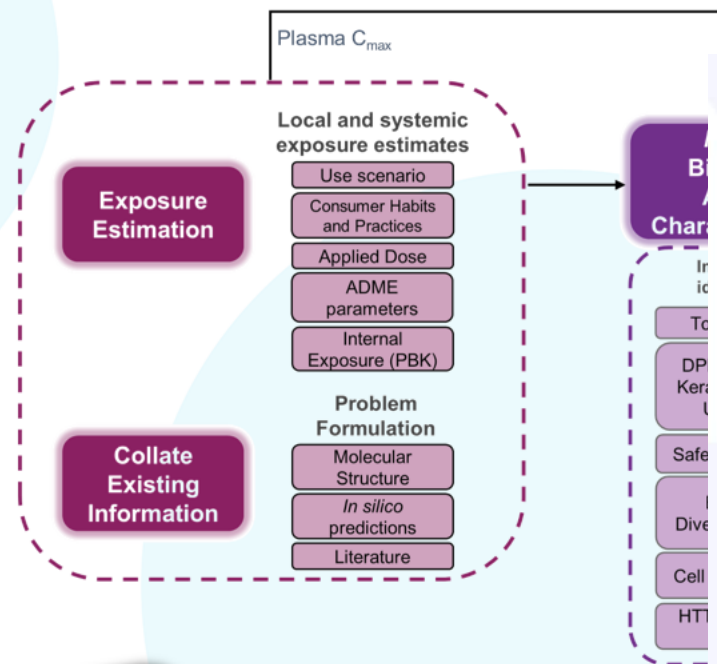 Plasma Cmax
Local and systemic
exposure estimates
Exposure
Estimation
Use scenario
Consumer Habits
and Practices
Applied Dose
ADME
parameters
Internal
Exposure (PBK)
Problem
Formulation
Collate
Existing
Information
Molecular
Structure
In silico
predictions
Literature
Cell